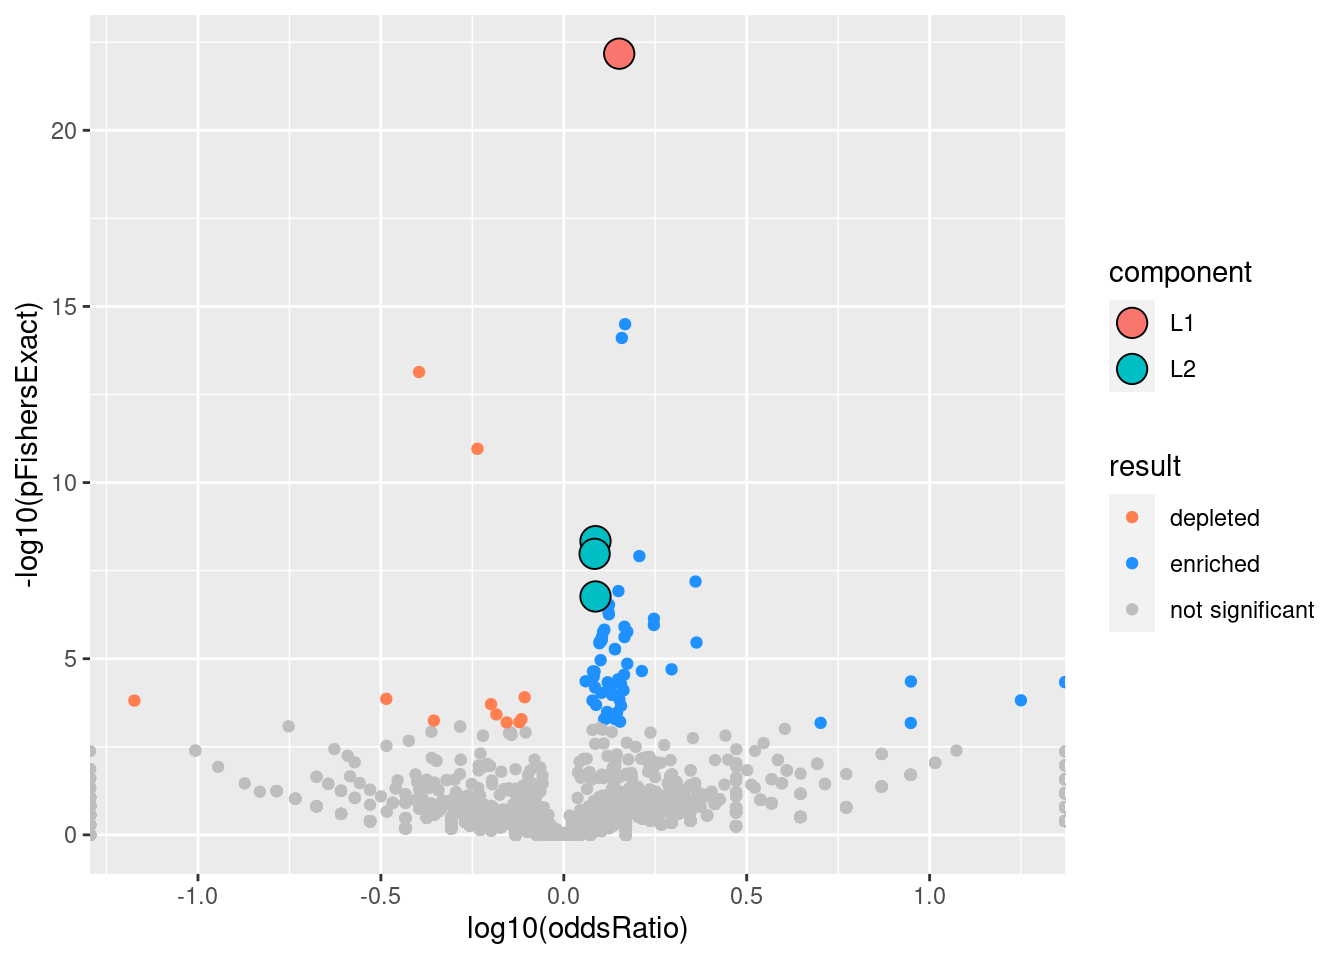 20
15
10
5
0
-1.0
-0.5
0.0
0.5
1.0
log10(oddsRatio)
-log10(pFishersExact)
component
L1
L2
result
depleted
enriched
not significant